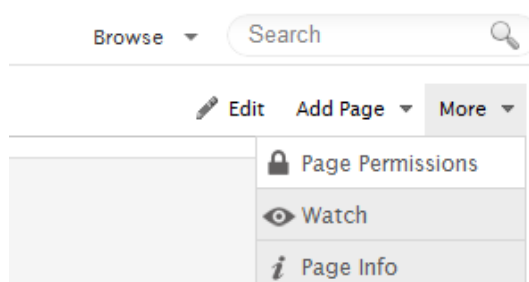 Browse Search
Edit Add Page More
Page Permissions
Watch
Page Info